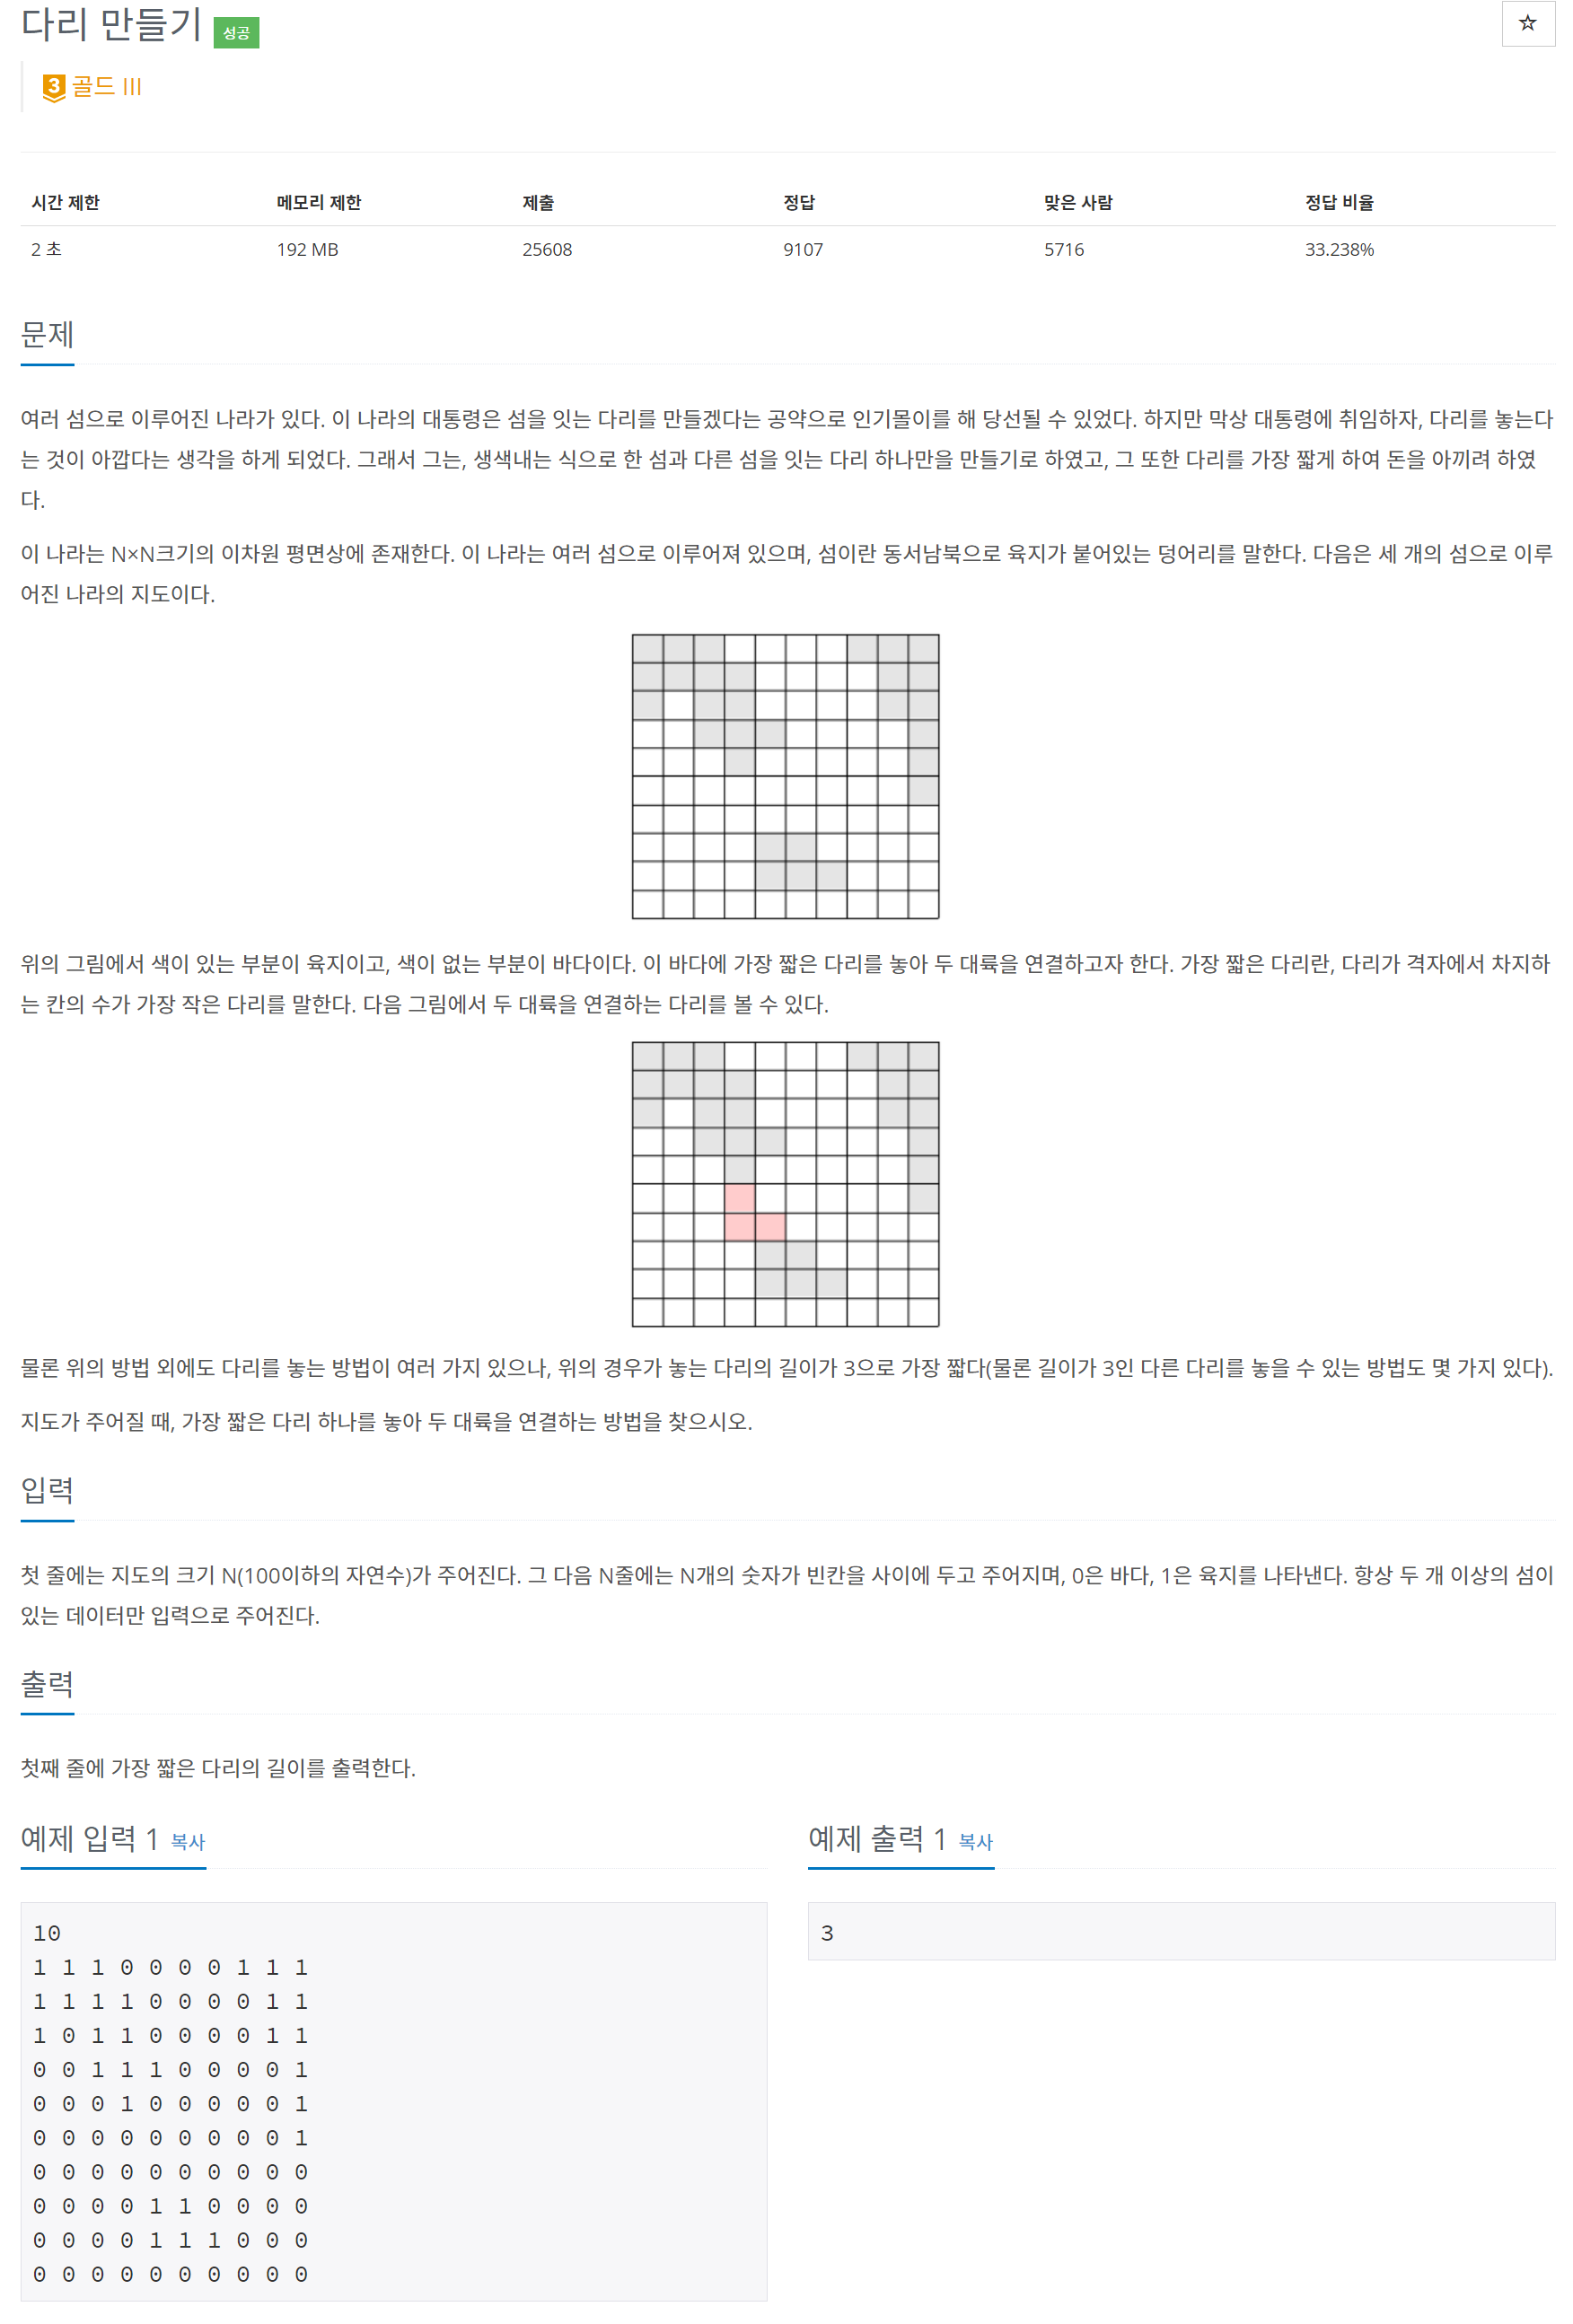 다리 만들기 성공
☆
3 골드 III
시간 제한 메모리 제한 제출 정답 맞은 사람 정답 비율
2 초 192 MB 25608 9107 5716 33.238%
문제
여러 섬으로 이루어진 나라가 있다. 이 나라의 대통령은 섬을 잇는 다리를 만들겠다는 공약으로 인기몰이를 해 당선될 수 있었다. 하지만 막상 대통령에 취임하자, 다리를 놓는다
는 것이 아깝다는 생각을 하게 되었다. 그래서 그는, 생색내는 식으로 한 섬과 다른 섬을 잇는 다리 하나만을 만들기로 하였고, 그 또한 다리를 가장 짧게 하여 돈을 아끼려 하였
다.
이 나라는 N×N크기의 이차원 평면상에 존재한다. 이 나라는 여러 섬으로 이루어져 있으며, 섬이란 동서남북으로 육지가 붙어있는 덩어리를 말한다. 다음은 세 개의 섬으로 이루
어진 나라의 지도이다.
위의 그림에서 색이 있는 부분이 육지이고, 색이 없는 부분이 바다이다. 이 바다에 가장 짧은 다리를 놓아 두 대륙을 연결하고자 한다. 가장 짧은 다리란, 다리가 격자에서 차지하
는 칸의 수가 가장 작은 다리를 말한다. 다음 그림에서 두 대륙을 연결하는 다리를 볼 수 있다.
물론 위의 방법 외에도 다리를 놓는 방법이 여러 가지 있으나, 위의 경우가 놓는 다리의 길이가 3으로 가장 짧다(물론 길이가 3인 다른 다리를 놓을 수 있는 방법도 몇 가지 있다).
지도가 주어질 때, 가장 짧은 다리 하나를 놓아 두 대륙을 연결하는 방법을 찾으시오.
입력
첫 줄에는 지도의 크기 N(100이하의 자연수)가 주어진다. 그 다음 N줄에는 N개의 숫자가 빈칸을 사이에 두고 주어지며, 0은 바다, 1은 육지를 나타낸다. 항상 두 개 이상의 섬이
있는 데이터만 입력으로 주어진다.
출력
첫째 줄에 가장 짧은 다리의 길이를 출력한다.
예제 입력 1 복사
10
1 1 1 0 0 0 0 1 1 1
1 1 1 1 0 0 0 0 1 1
1 0 1 1 0 0 0 0 1 1
0 0 1 1 1 0 0 0 0 1
0 0 0 1 0 0 0 0 0 1
0 0 0 0 0 0 0 0 0 1
0 0 0 0 0 0 0 0 0 0
0 0 0 0 1 1 0 0 0 0
0 0 0 0 1 1 1 0 0 0
0 0 0 0 0 0 0 0 0 0
예제 출력 1 복사
3